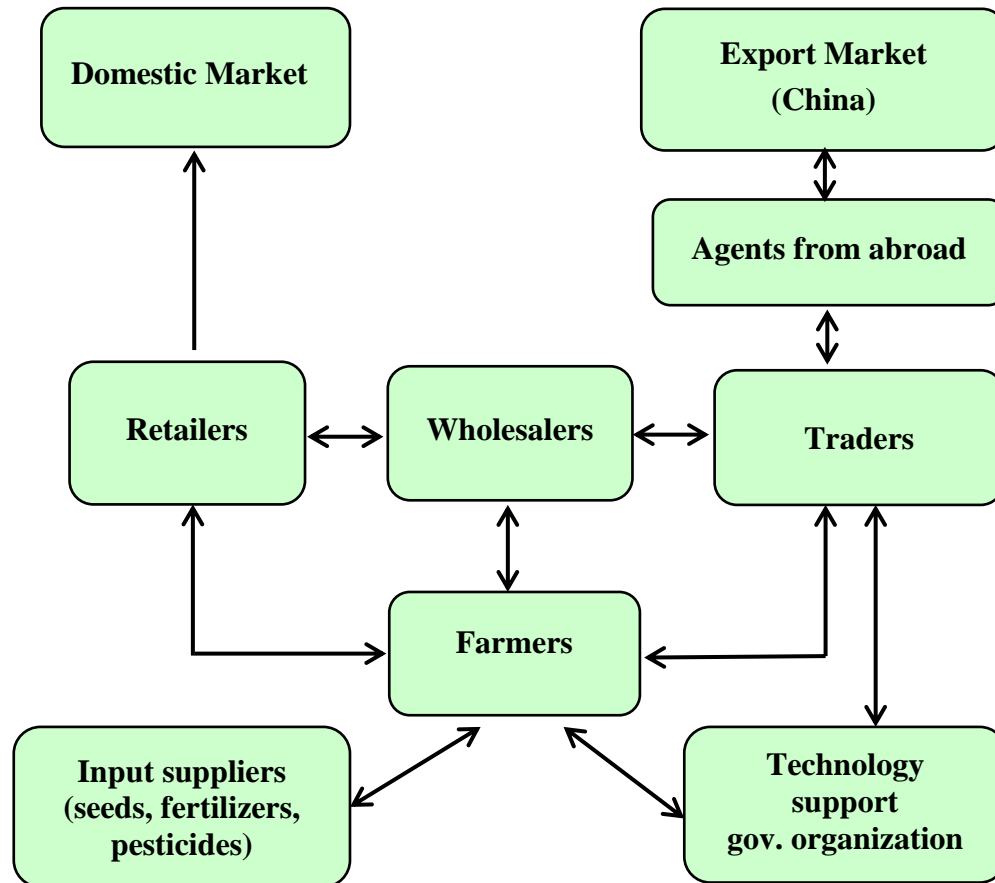 Domestic Market
Export Market
(China)
Agents from abroad
Retailers
Wholesalers
Traders
Farmers
Input suppliers
(seeds, fertilizers,
pesticides)
Technology
support
gov. organization